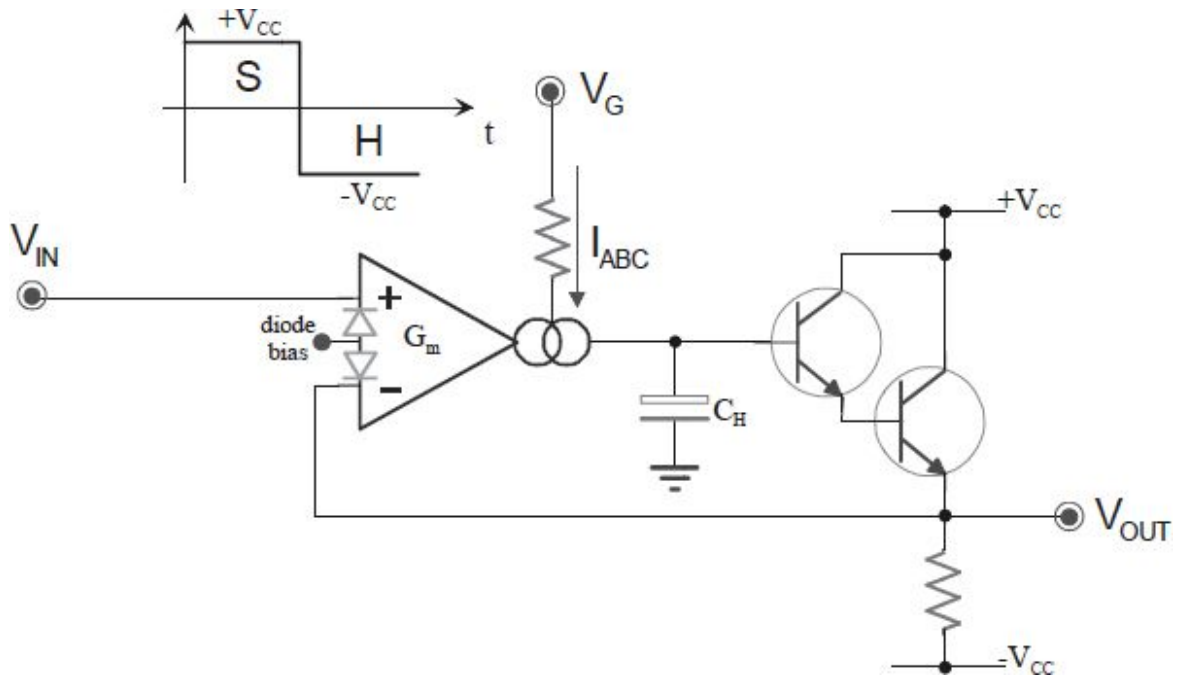 +VCC
S
VG
t
H
-VCC
+VCC
VIN
IABC
+
diode
bias
Gm
-
CH
VOUT
-VCC